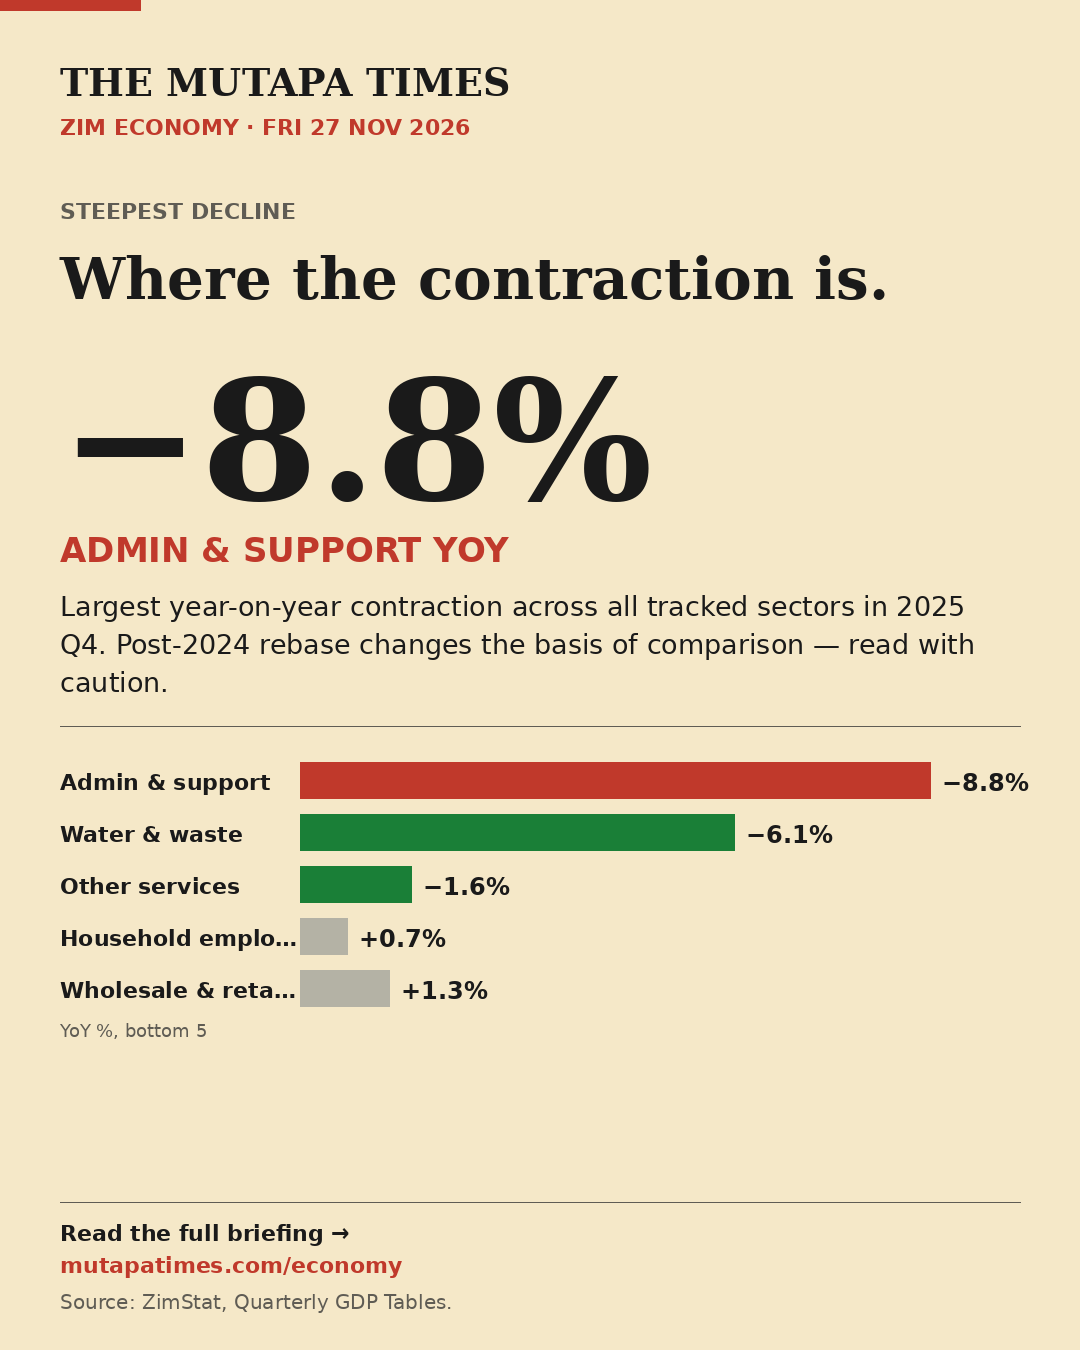 THE MUTAPA TIMES
ZIM ECONOMY · FRI 27 NOV 2026
STEEPEST DECLINE
Where the contraction is.
−8.8%
ADMIN & SUPPORT YOY
Largest year-on-year contraction across all tracked sectors in 2025
Q4. Post-2024 rebase changes the basis of comparison — read with
caution.
Admin & support −8.8%
Water & waste −6.1%
Other services −1.6%
Household emplo… +0.7%
Wholesale & reta… +1.3%
YoY %, bottom 5
Read the full briefing →
mutapatimes.com/economy
Source: ZimStat, Quarterly GDP Tables.